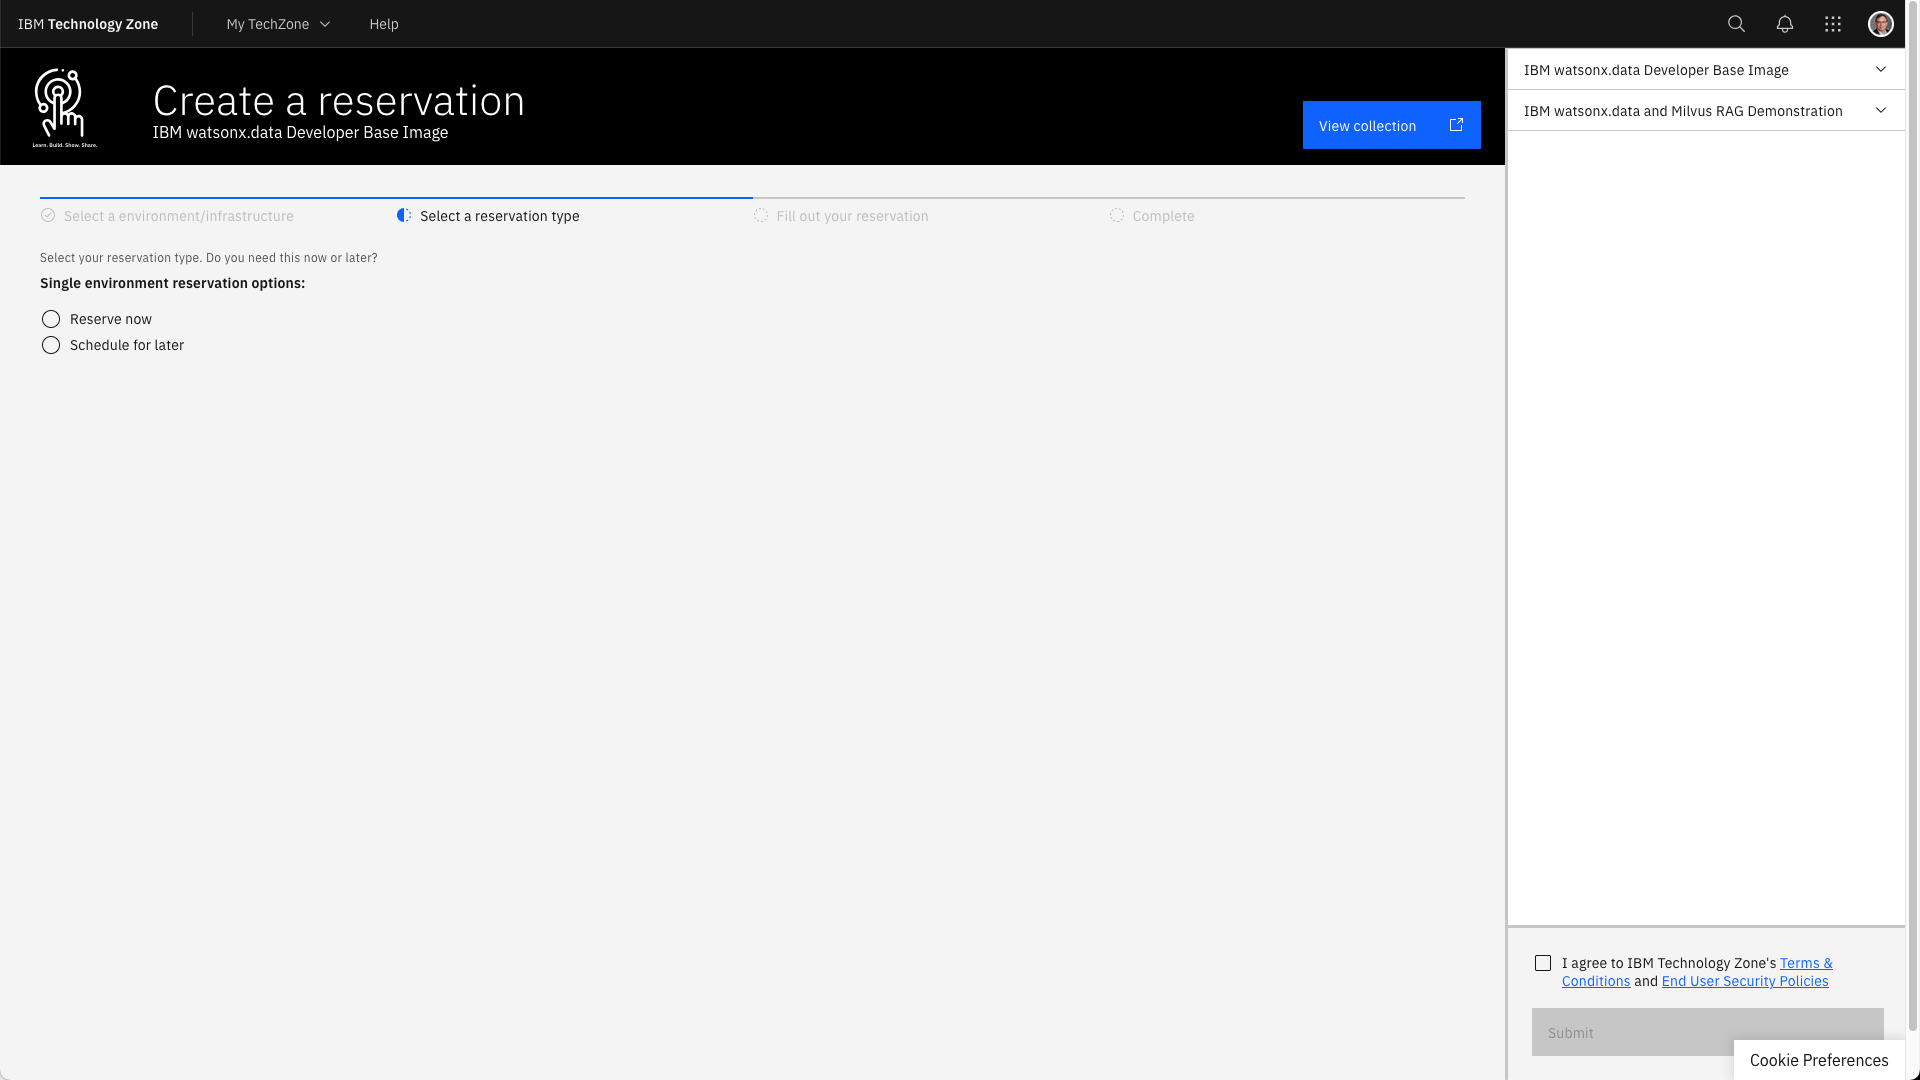 IBM Technology Zone
My TechZone
Help
Learn. Build. Show. Share.
Create a reservation
IBM watsonx.data Developer Base Image
View collection
Select a environment/infrastructure
Select a reservation type
Fill out your reservation
Complete
Select your reservation type. Do you need this now or later?
Single environment reservation options:
Reserve now
Schedule for later
IBM watsonx.data Developer Base Image
IBM watsonx.data and Milvus RAG Demonstration
I agree to IBM Technology Zone's Terms &
Conditions and End User Security Policies
Submit
Cookie Preferences